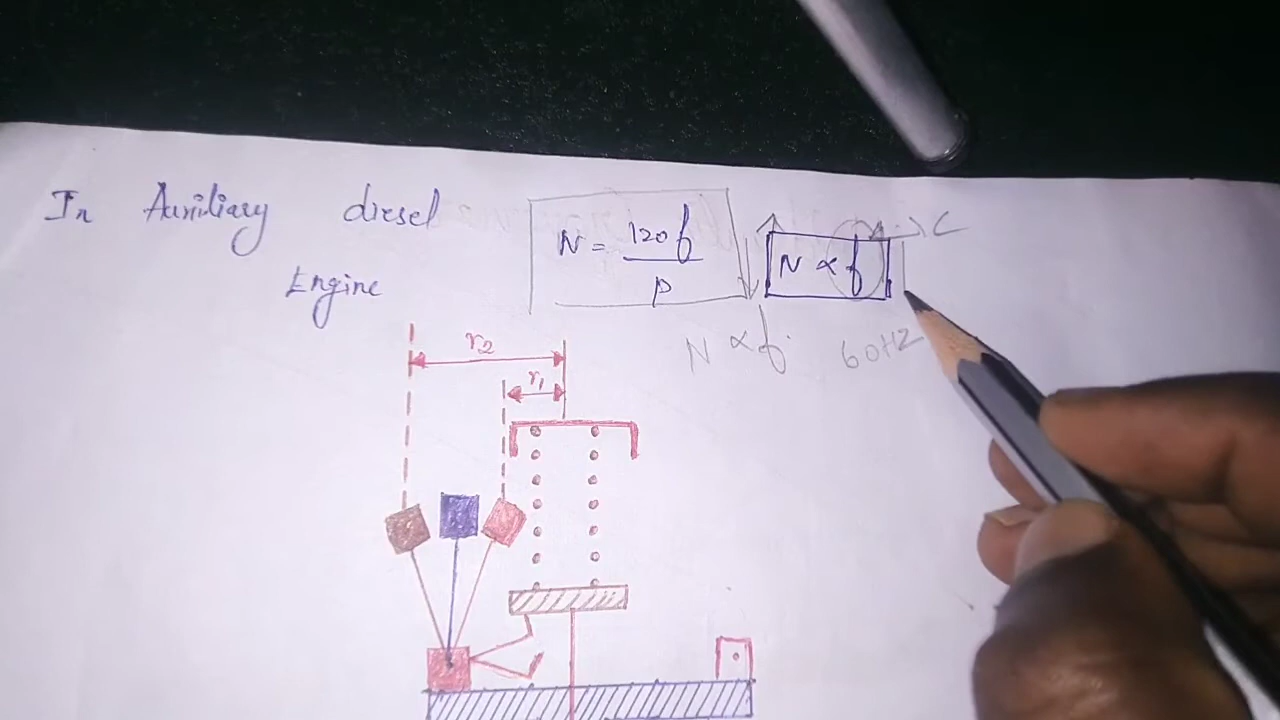 In Auxiliary diesel
Engine
N = 120f / P
N ∝ f
C
N ∝ f.
60HZ
r₂
r₁